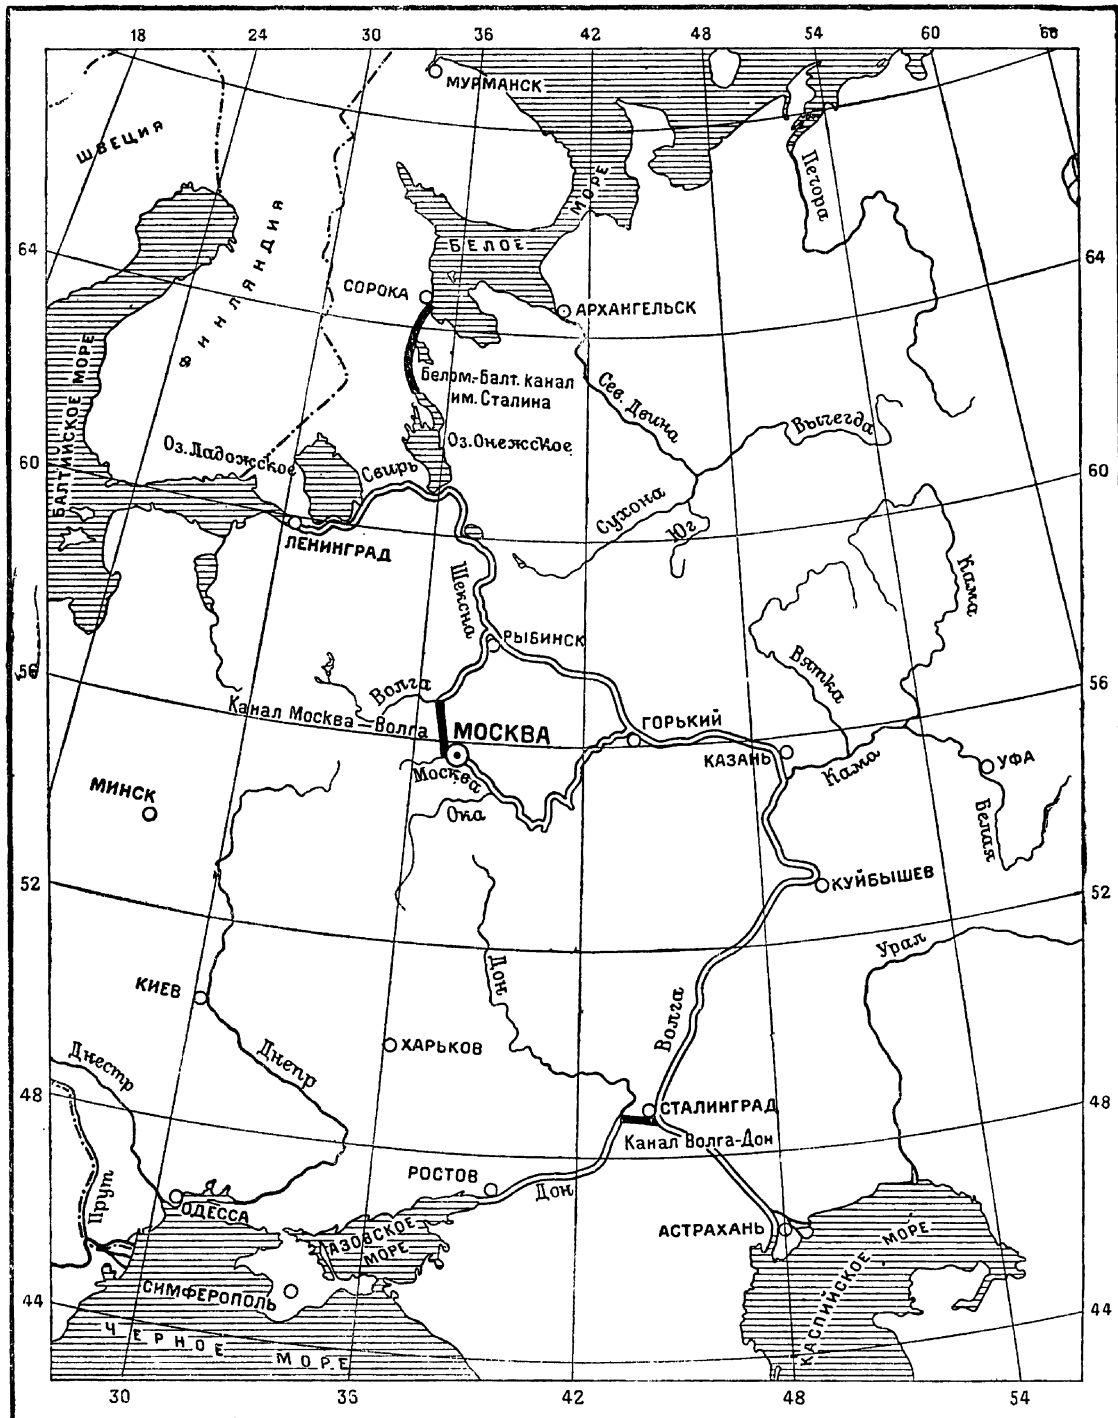 18 24 30 36 42 48 54 60 66
МУРМАНСК
ШВЕЦИЯ
Печора
МОРЕ
БЕЛОЕ
ФИНЛЯНДИЯ
64
64
СОРОКА
АРХАНГЕЛЬСК
БАЛТИЙСКОЕ МОРЕ
Белом.-Балт. канал
им. Сталина
Сев. Двина
Вычегда
Оз. Ладожское
Свирь
Оз. Онежское
60
60
Сухона
Юг
ЛЕНИНГРАД
Шексна
Кама
РЫБИНСК
56
56
Волга
Вятка
Канал Москва—Волга
МОСКВА
ГОРЬКИЙ
КАЗАНЬ
Кама
УФА
Москва
МИНСК
Ока
Белая
52
КУЙБЫШЕВ
52
Урал
Дон
КИЕВ
Волга
Днестр
Днепр
ХАРЬКОВ
48
СТАЛИНГРАД
48
Канал Волга-Дон
Прут
РОСТОВ
Дон
ОДЕССА
АСТРАХАНЬ
АЗОВСКОЕ
МОРЕ
КАСПИЙСКОЕ МОРЕ
СИМФЕРОПОЛЬ
44
44
ЧЕРНОЕ МОРЕ
30 36 42 48 54